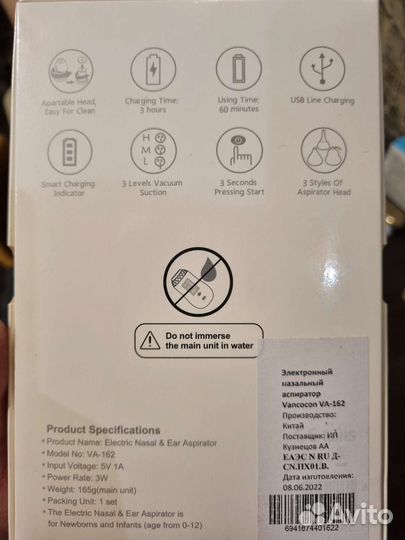 Apartable Head,
Easy For Clean
Charging Time:
3 hours
Using Time:
60 minutes
USB Line Charging
H
M
L
Smart Charging
Indicator
3 Levels Vacuum
Suction
3 Seconds
Pressing Start
3 Styles Of
Aspirator Head
Do not immerse
the main unit in water
Product Specifications
• Product Name: Electric Nasal & Ear Aspirator
• Model No: VA-162
• Input Voltage: 5V 1A
• Power Rate: 3W
• Weight: 165g(main unit)
• Packing Unit: 1 set
• The Electric Nasal & Ear Aspirator is
for Newborns and Infants (age from 0-12)
Электронный
назальный
аспиратор
Vancocon VA-162
Производство:
Китай
Поставщик: ИП
Кузнецов АА
ЕАЭС N RU Д-
CN.HX01.B.
Дата изготовления:
08.06.2022
6941674401622
Avito